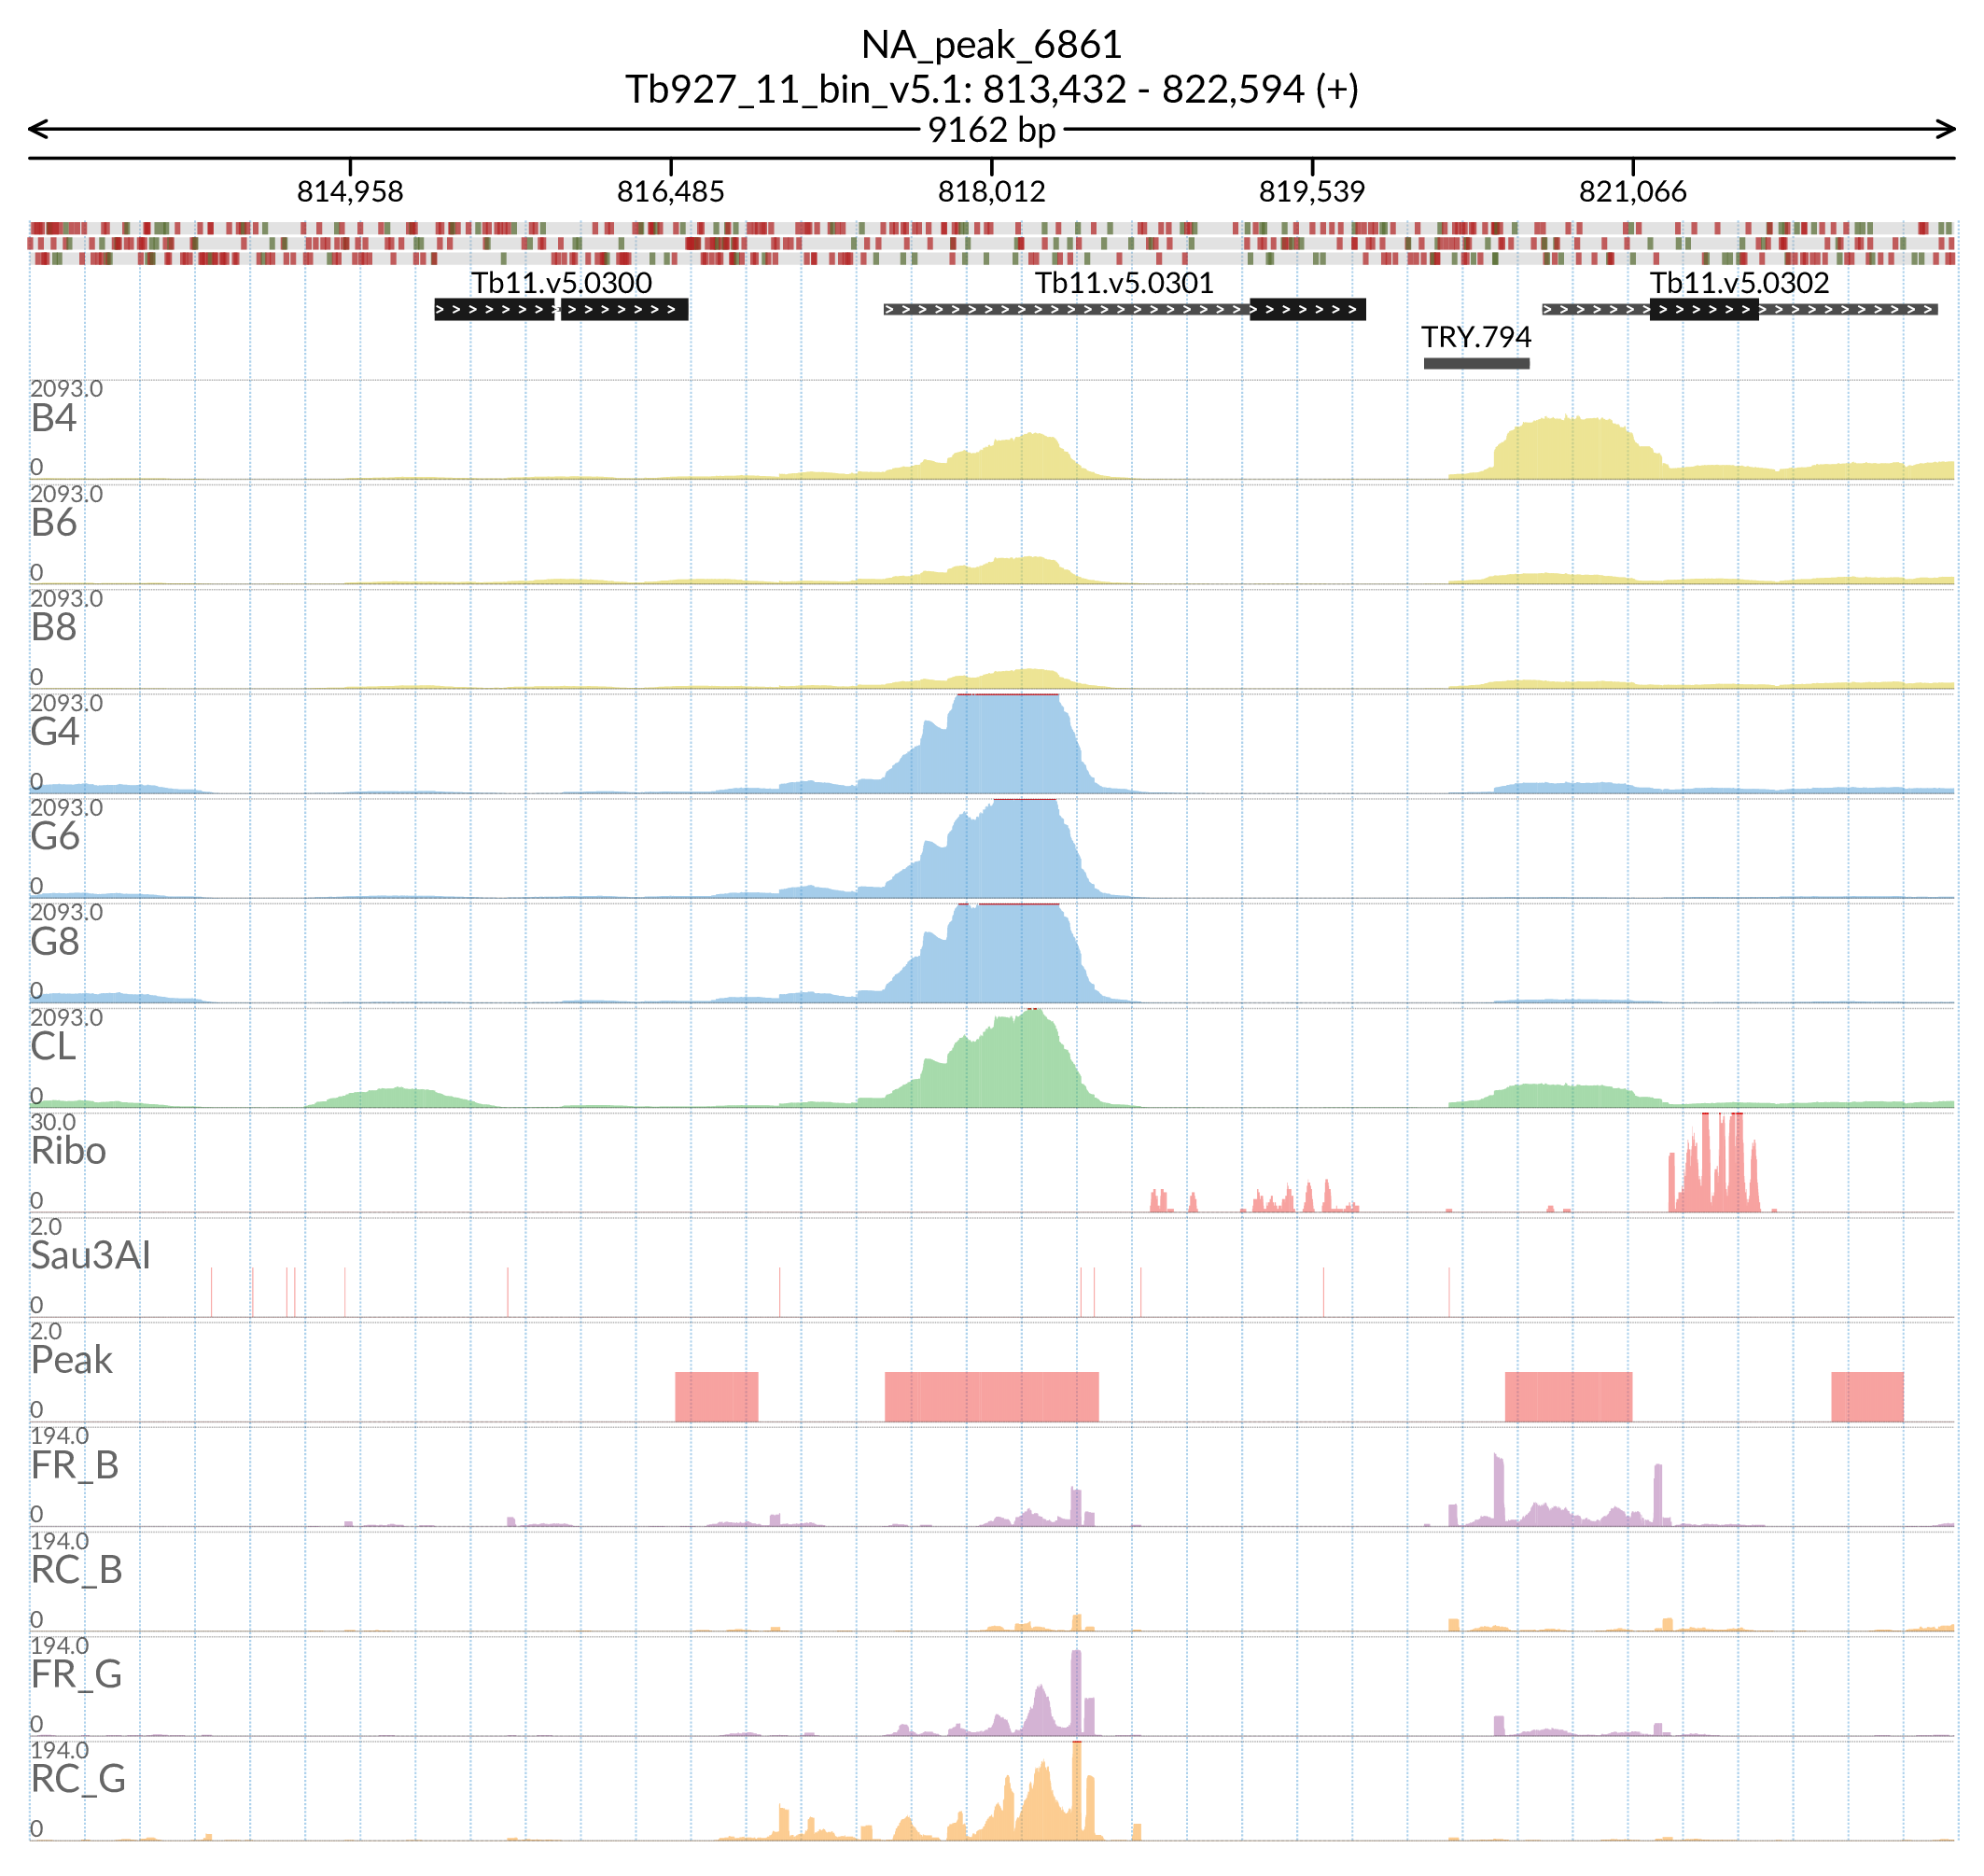 NA_peak_6861
Tb927_11_bin_v5.1: 813,432 - 822,594 (+)
9162 bp
814,958 816,485 818,012 819,539 821,066
Tb11.v5.0300 Tb11.v5.0301 Tb11.v5.0302
TRY.794
2093.0
B4
0
2093.0
B6
0
2093.0
B8
0
2093.0
G4
0
2093.0
G6
0
2093.0
G8
0
2093.0
CL
0
30.0
Ribo
0
2.0
Sau3AI
0
2.0
Peak
0
194.0
FR_B
0
194.0
RC_B
0
194.0
FR_G
0
194.0
RC_G
0